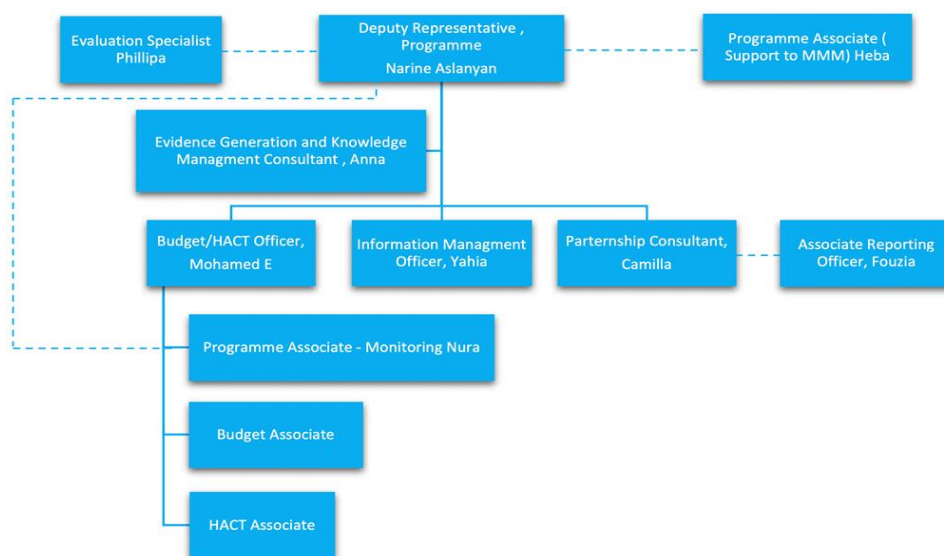 Evaluation Specialist
Phillipa
Deputy Representative ,
Programme
Narine Aslanyan
Programme Associate (
Support to MMM) Heba
Evidence Generation and Knowledge
Managment Consultant , Anna
Budget/HACT Officer,
Mohamed E
Information Managment
Officer, Yahia
Parternship Consultant,
Camilla
Associate Reporting
Officer, Fouzia
Programme Associate - Monitoring Nura
Budget Associate
HACT Associate